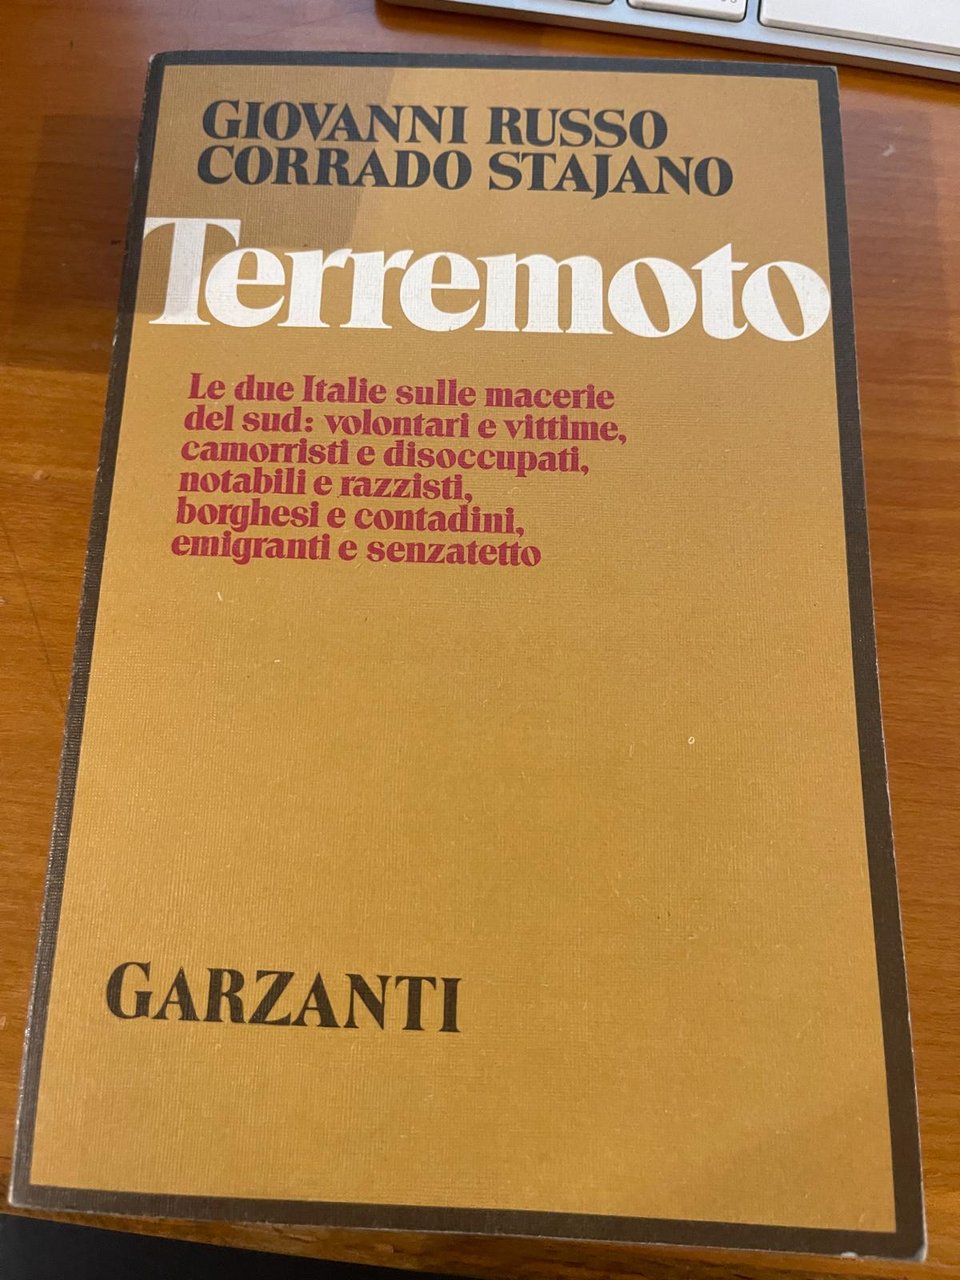 GIOVANNI RUSSO
CORRADO STAJANO
Terremoto
Le due Italie sulle macerie
del sud: volontari e vittime,
camorristi e disoccupati,
notabili e razzisti,
borghesi e contadini,
emigranti e senzatetto
GARZANTI